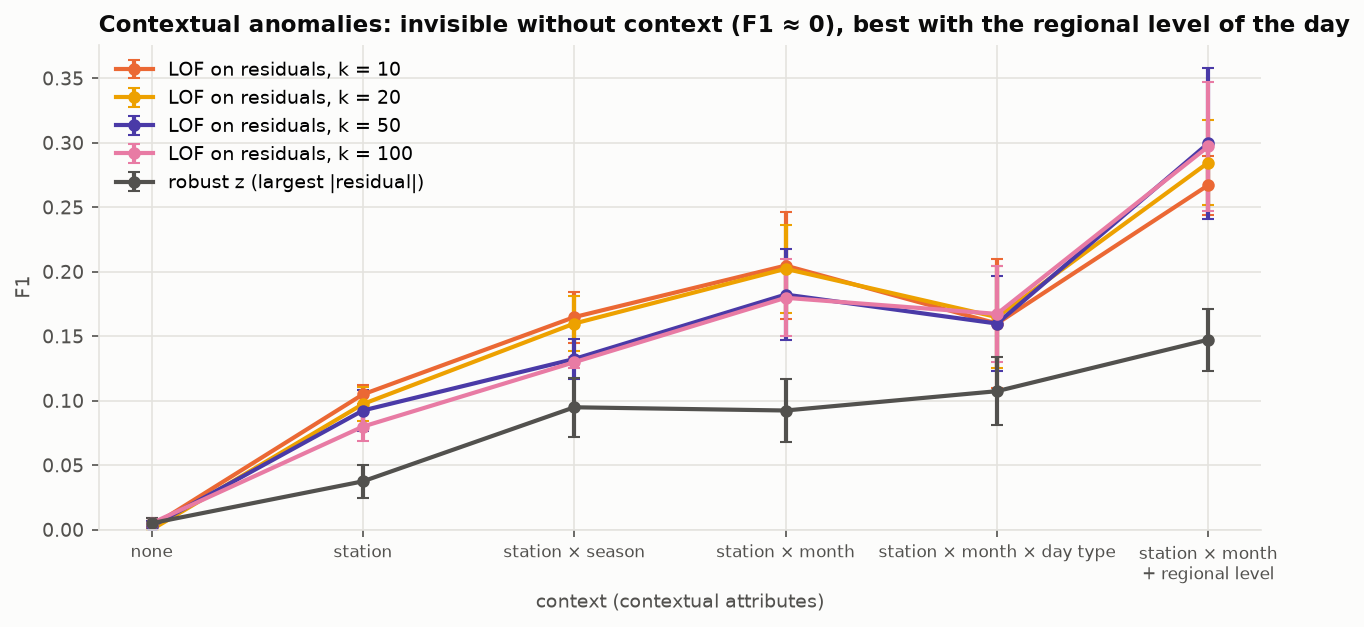 Contextual anomalies: invisible without context (F1 ≈ 0), best with the regional level of the day
LOF on residuals, k = 10
LOF on residuals, k = 20
LOF on residuals, k = 50
LOF on residuals, k = 100
robust z (largest |residual|)
F1
0.35
0.30
0.25
0.20
0.15
0.10
0.05
0.00
none
station
station × season
station × month
station × month × day type
station × month
+ regional level
context (contextual attributes)